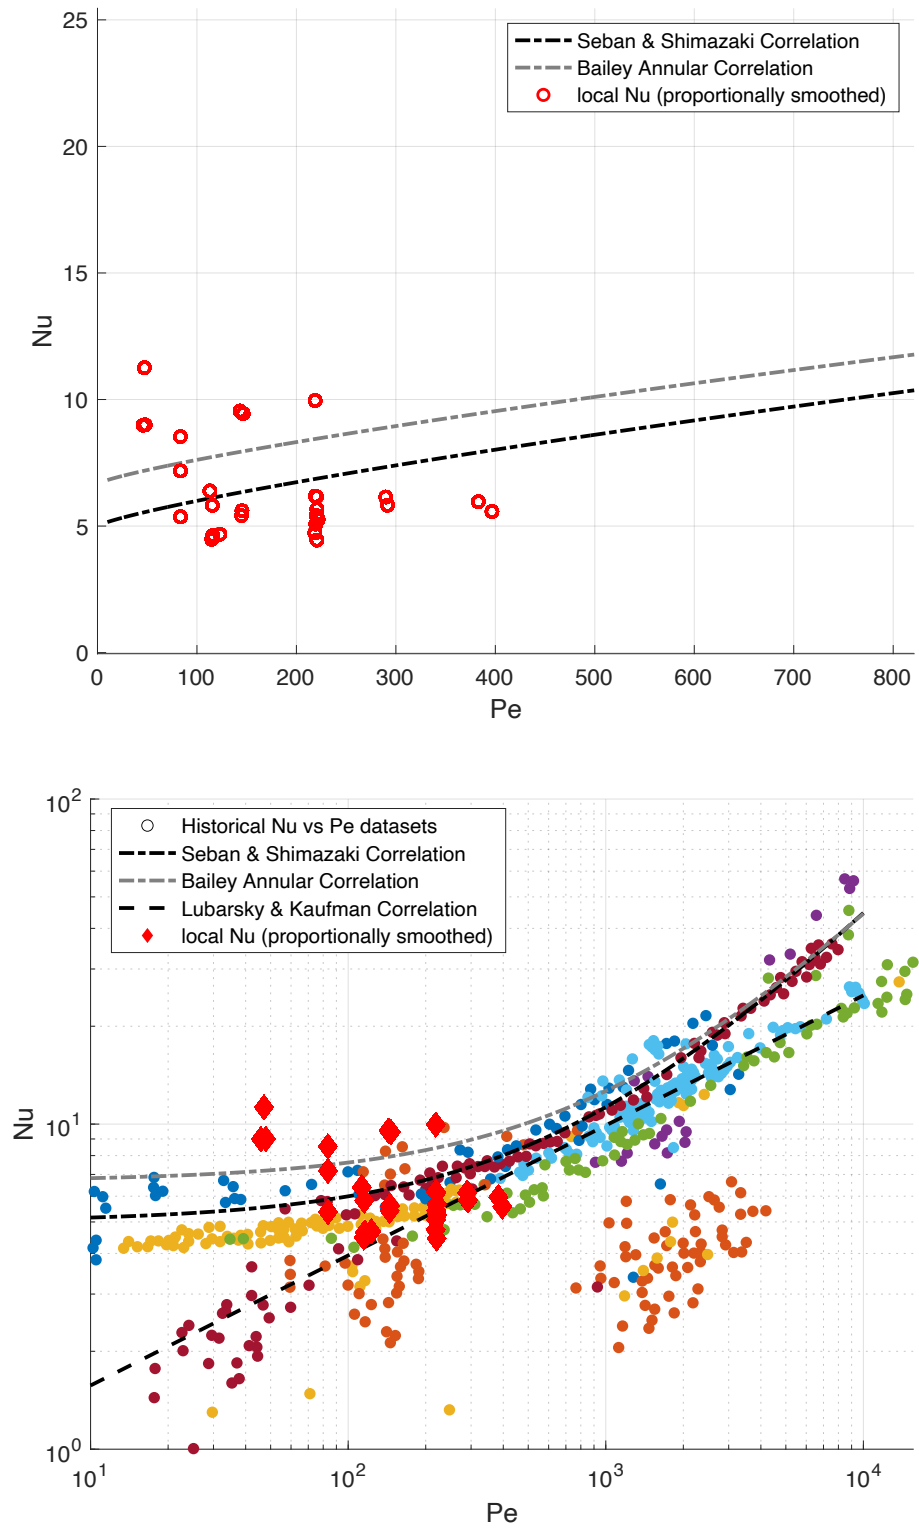 25
Seban & Shimazaki Correlation
Bailey Annular Correlation
local Nu (proportionally smoothed)
20
15
Nu
10
5
0
0 100 200 300 400 500 600 700 800
Pe
10^2
Historical Nu vs Pe datasets
Seban & Shimazaki Correlation
Bailey Annular Correlation
Lubarsky & Kaufman Correlation
local Nu (proportionally smoothed)
Nu
10^1
10^0
10^1 10^2 10^3 10^4
Pe